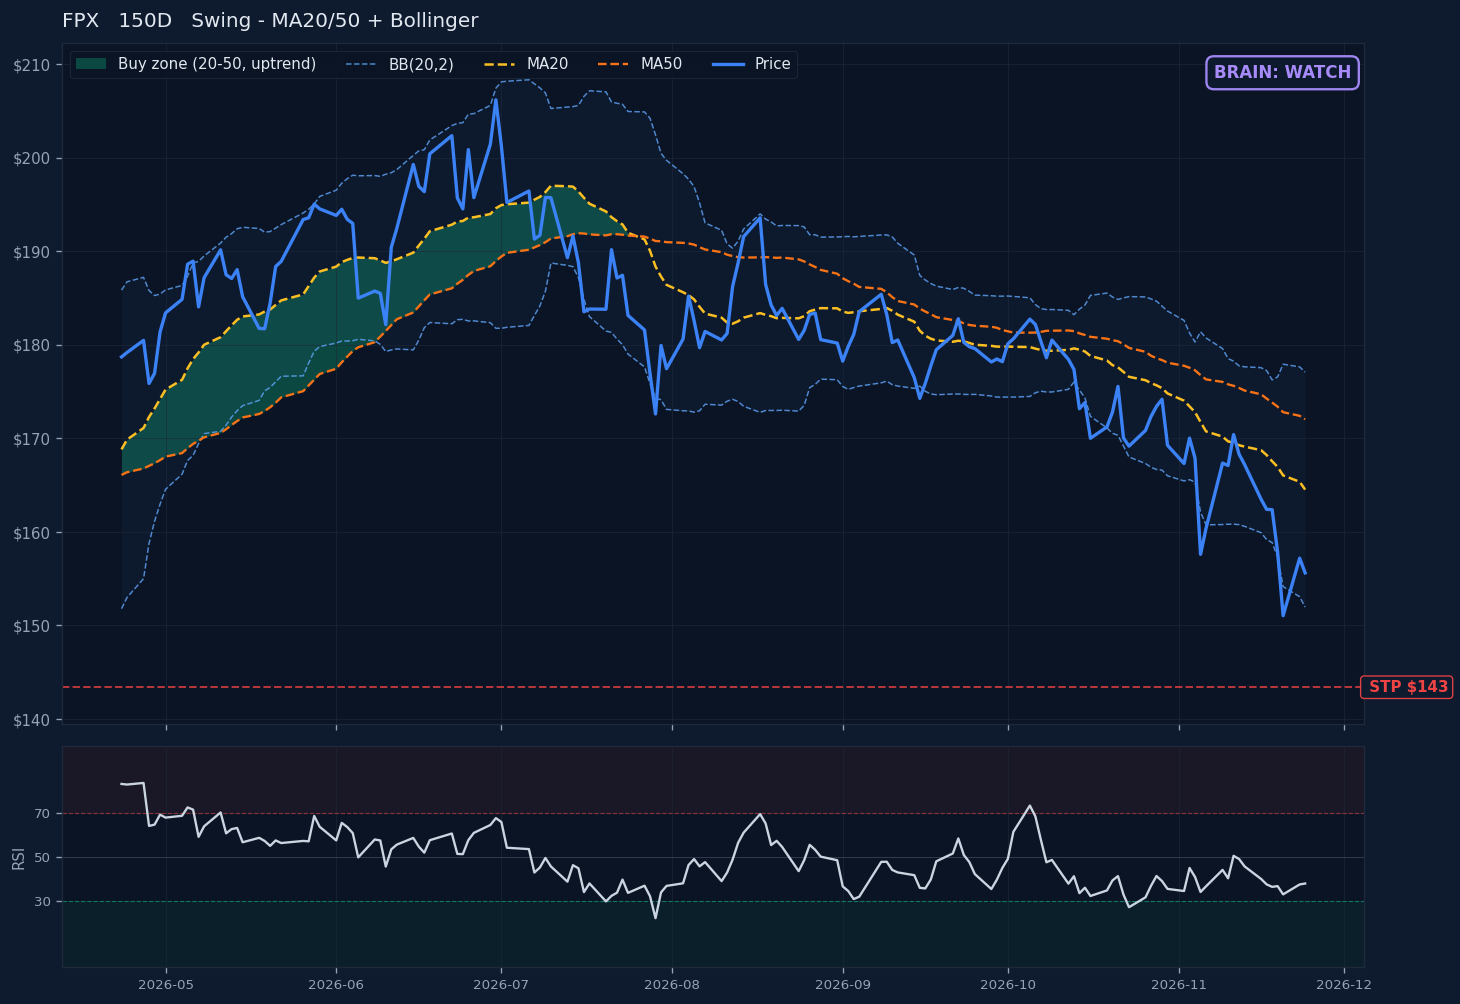 FPX   150D   Swing - MA20/50 + Bollinger
Buy zone (20-50, uptrend)
BB(20,2)
MA20
MA50
Price
BRAIN: WATCH
$210
$200
$190
$180
$170
$160
$150
$140
STP $143
RSI
70
50
30
2026-05
2026-06
2026-07
2026-08
2026-09
2026-10
2026-11
2026-12